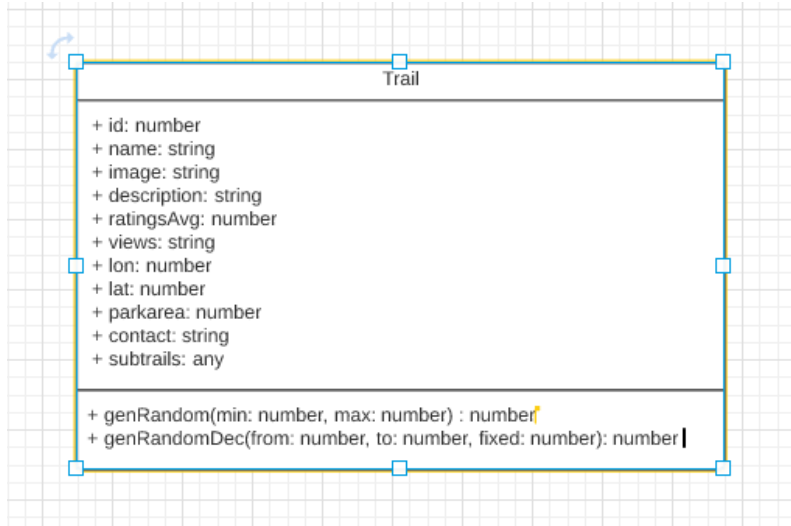 Trail
+ id: number
+ name: string
+ image: string
+ description: string
+ ratingsAvg: number
+ views: string
+ lon: number
+ lat: number
+ parkarea: number
+ contact: string
+ subtrails: any
+ genRandom(min: number, max: number) : number
+ genRandomDec(from: number, to: number, fixed: number): number